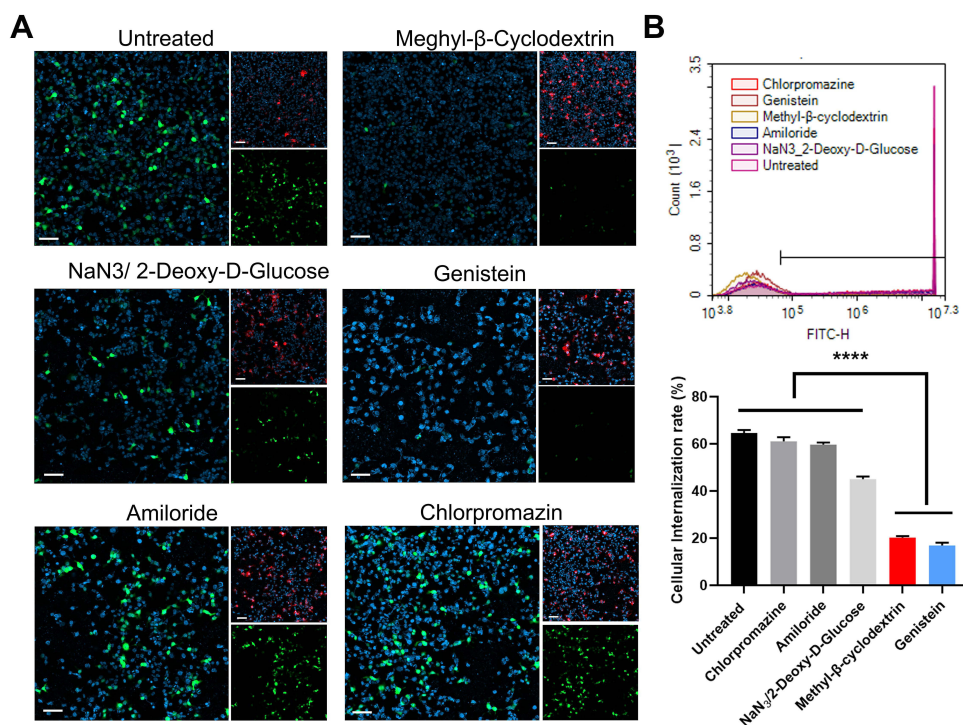 A
Untreated
Meghyl-β-Cyclodextrin
NaN3/ 2-Deoxy-D-Glucose
Genistein
Amiloride
Chlorpromazin
B
3.5
2.4
1.6
0.8
0
Count (10³)
Chlorpromazine
Genistein
Methyl-β-cyclodextrin
Amiloride
NaN3_2-Deoxy-D-Glucose
Untreated
10^3.8
10^5
10^6
10^7.3
FITC-H
****
Cellular Internalization rate (%)
80
60
40
20
0
Untreated
Chlorpromazine
Amiloride
NaN₃/2-Deoxy-D-Glucose
Methyl-β-cyclodextrin
Genistein